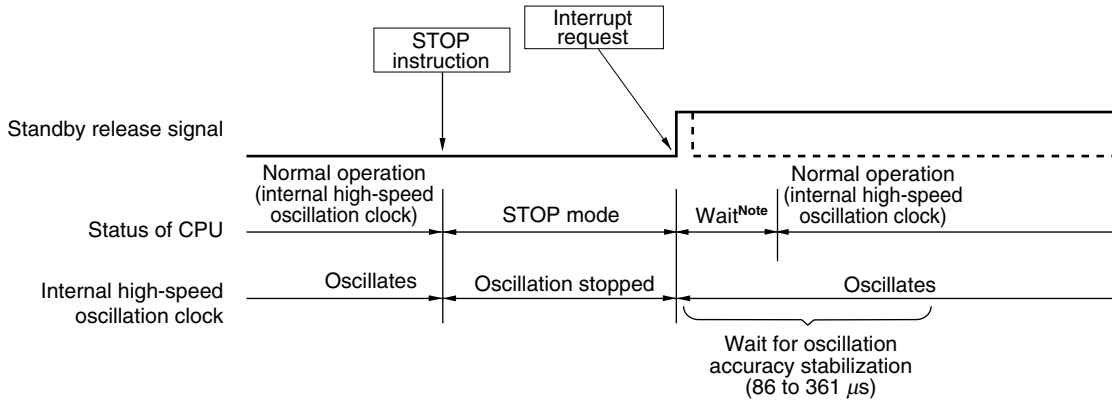 Interrupt
request
STOP
instruction
Standby release signal
Normal operation
(internal high-speed
oscillation clock)
Normal operation
(internal high-speed
oscillation clock)
Status of CPU
STOP mode
WaitNote
Internal high-speed
oscillation clock
Oscillates
Oscillation stopped
Oscillates
Wait for oscillation
accuracy stabilization
(86 to 361 μs)